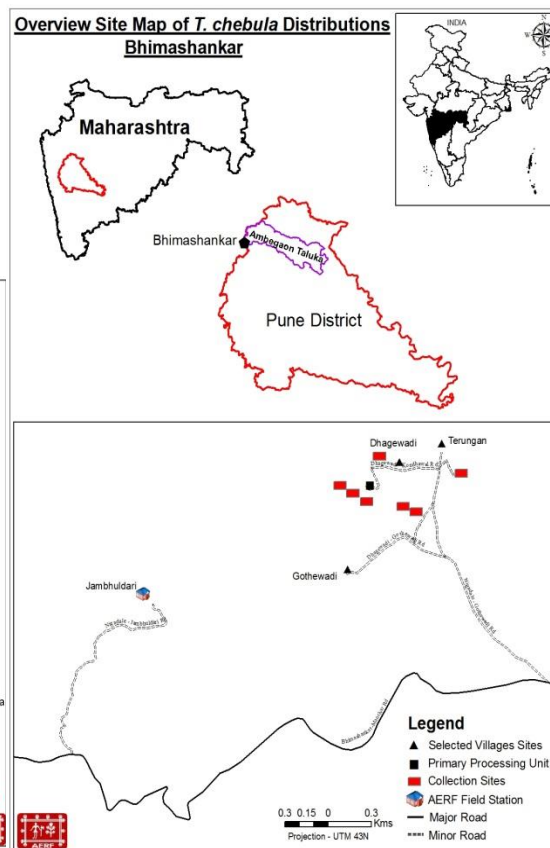 Overview Site Map of T. chebula Distributions
Bhimashankar
INDIA
N
W
E
S
Maharashtra
Bhimashankar
Ambegaon Taluka
Pune District
Dhagewadi
Terungan
Gothewadi
Jambhuldari
Legend
Selected Villages Sites
Primary Processing Unit
Collection Sites
AERF Field Station
Major Road
Minor Road
0.3 0.15 0 0.3
Kms
Projection - UTM 43N
AERF